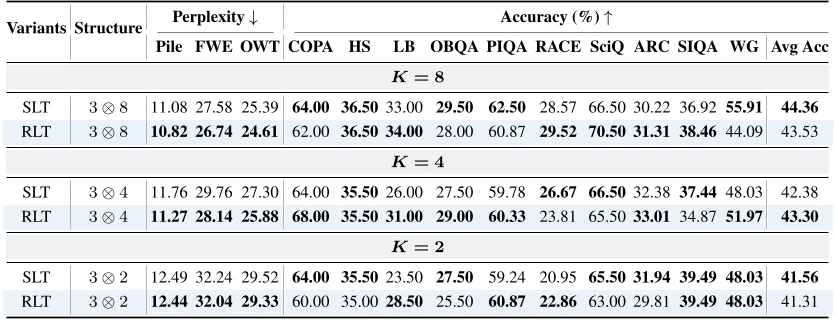 Variants Structure Perplexity ↓ Accuracy (%) ↑
Pile FWE OWT COPA HS LB OBQA PIQA RACE SciQ ARC SIQA WG Avg Acc
K = 8
SLT 3 ⊗ 8 11.08 27.58 25.39 64.00 36.50 33.00 29.50 62.50 28.57 66.50 30.22 36.92 55.91 44.36
RLT 3 ⊗ 8 10.82 26.74 24.61 62.00 36.50 34.00 28.00 60.87 29.52 70.50 31.31 38.46 44.09 43.53
K = 4
SLT 3 ⊗ 4 11.76 29.76 27.30 64.00 35.50 26.00 27.50 59.78 26.67 66.50 32.38 37.44 48.03 42.38
RLT 3 ⊗ 4 11.27 28.14 25.88 68.00 35.50 31.00 29.00 60.33 23.81 65.50 33.01 34.87 51.97 43.30
K = 2
SLT 3 ⊗ 2 12.49 32.24 29.52 64.00 35.50 23.50 27.50 59.24 20.95 65.50 31.94 39.49 48.03 41.56
RLT 3 ⊗ 2 12.44 32.04 29.33 60.00 35.00 28.50 25.50 60.87 22.86 63.00 29.81 39.49 48.03 41.31